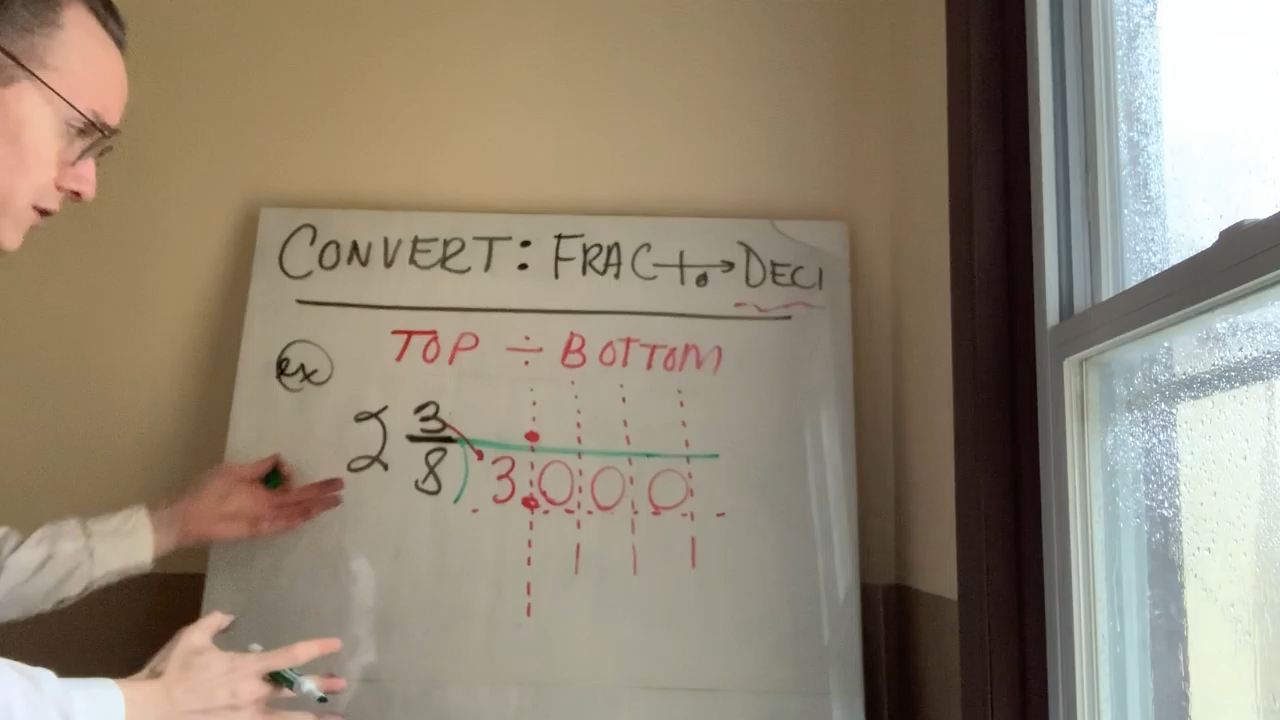 CONVERT: FRAC → DECI
TOP ÷ BOTTOM
ex
2 3/8 ) 3.000